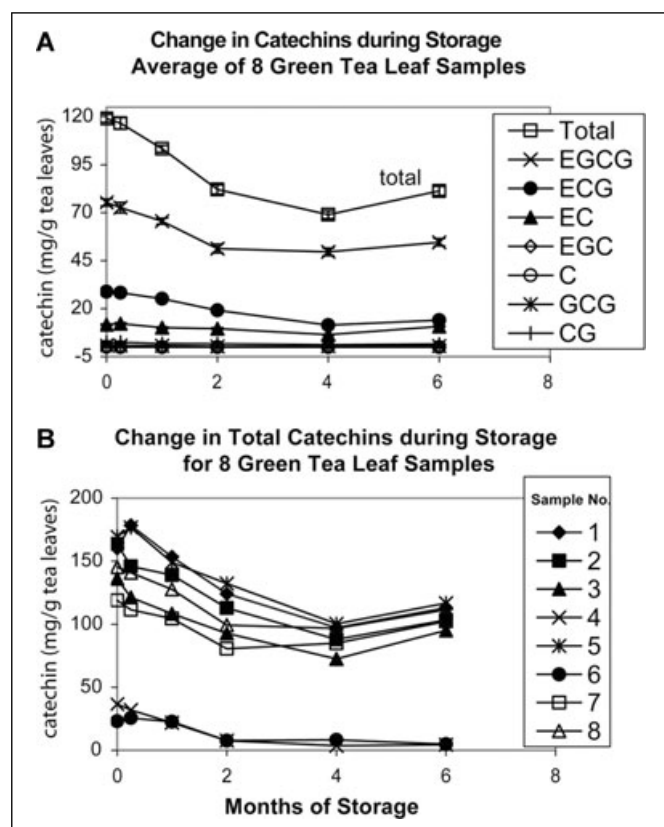 A
Change in Catechins during Storage
Average of 8 Green Tea Leaf Samples
catechin (mg/g tea leaves)
120
95
70
45
20
-5
0
2
4
6
8
total
Total
EGCG
ECG
EC
EGC
C
GCG
CG
B
Change in Total Catechins during Storage
for 8 Green Tea Leaf Samples
catechin (mg/g tea leaves)
200
150
100
50
0
0
2
4
6
8
Months of Storage
Sample No.
1
2
3
4
5
6
7
8